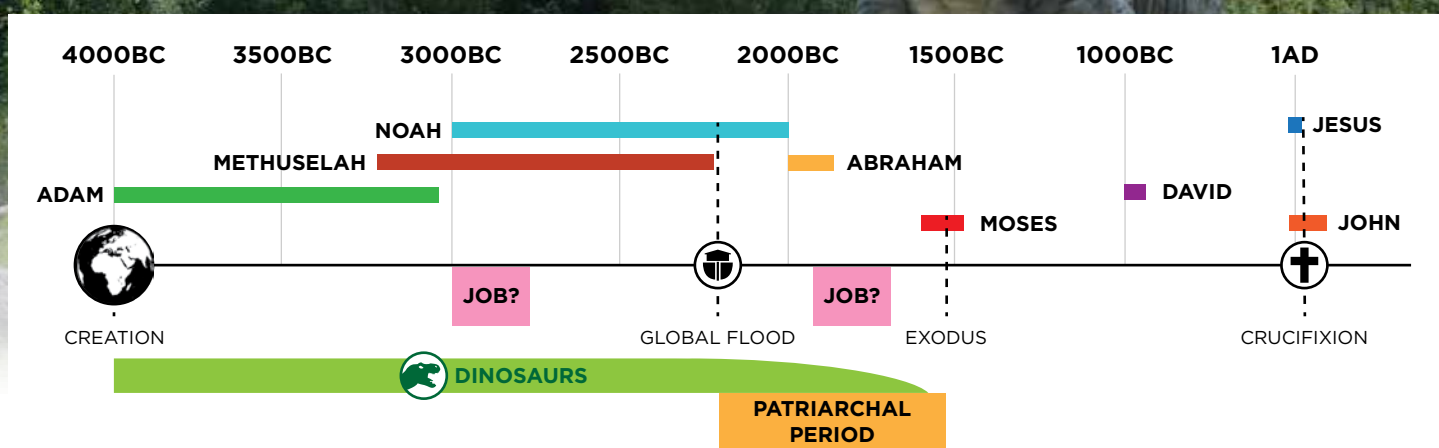 4000BC 3500BC 3000BC 2500BC 2000BC 1500BC 1000BC 1AD
NOAH
JESUS
METHUSELAH
ABRAHAM
ADAM
DAVID
MOSES
JOHN
JOB?
JOB?
CREATION
GLOBAL FLOOD
EXODUS
CRUCIFIXION
DINOSAURS
PATRIARCHAL
PERIOD